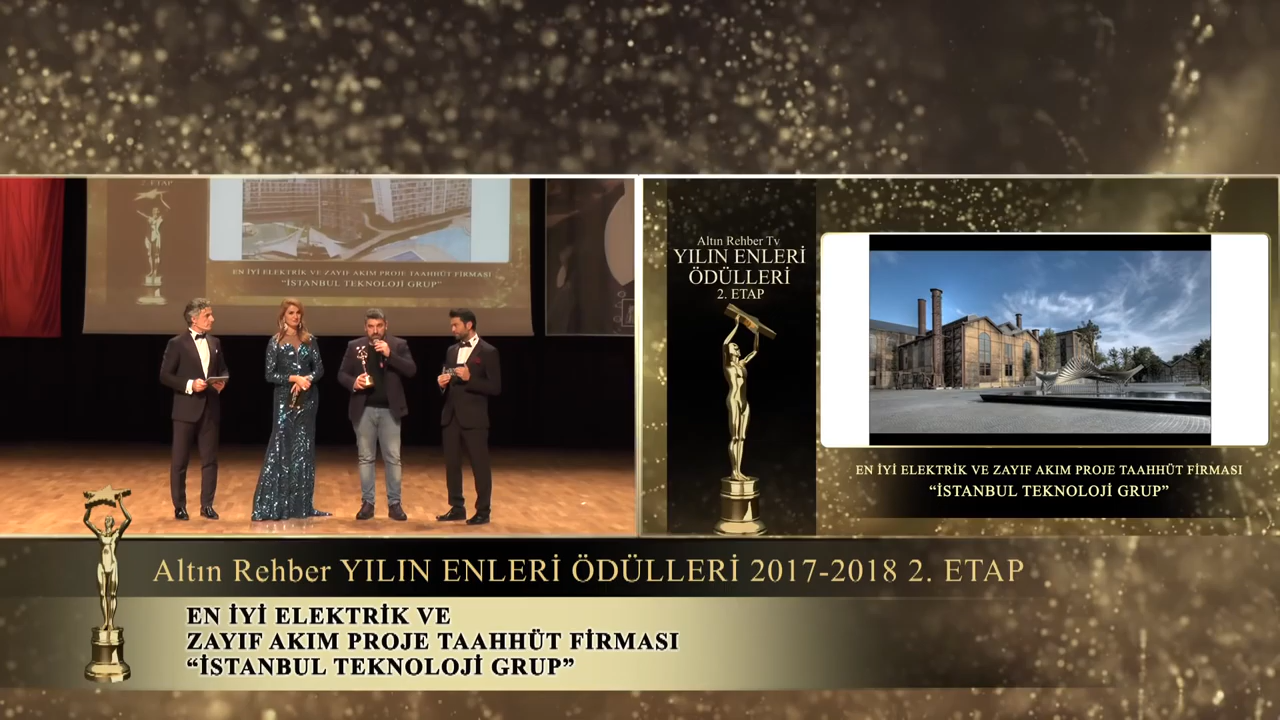 2. ETAP
EN İYİ ELEKTRİK VE ZAYIF AKIM PROJE TAAHHÜT FİRMASI
“İSTANBUL TEKNOLOJİ GRUP”
Altın Rehber Tv
YILIN ENLERİ
ÖDÜLLERİ
2. ETAP
EN İYİ ELEKTRİK VE ZAYIF AKIM PROJE TAAHHÜT FİRMASI
“İSTANBUL TEKNOLOJİ GRUP”
Altın Rehber YILIN ENLERİ ÖDÜLLERİ 2017-2018 2. ETAP
EN İYİ ELEKTRİK VE
ZAYIF AKIM PROJE TAAHHÜT FİRMASI
“İSTANBUL TEKNOLOJİ GRUP”